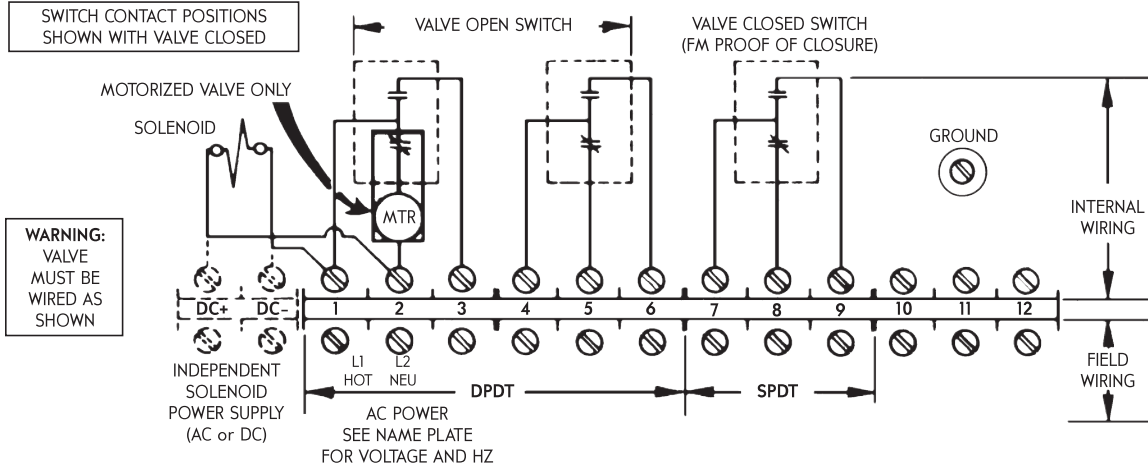 SWITCH CONTACT POSITIONS
SHOWN WITH VALVE CLOSED
VALVE OPEN SWITCH
VALVE CLOSED SWITCH
(FM PROOF OF CLOSURE)
MOTORIZED VALVE ONLY
SOLENOID
GROUND
MTR
INTERNAL
WIRING
WARNING:
VALVE
MUST BE
WIRED AS
SHOWN
DC+ DC- 1 2 3 4 5 6 7 8 9 10 11 12
INDEPENDENT
SOLENOID
POWER SUPPLY
(AC or DC)
L1
HOT
L2
NEU
DPDT
SPDT
FIELD
WIRING
AC POWER
SEE NAME PLATE
FOR VOLTAGE AND HZ